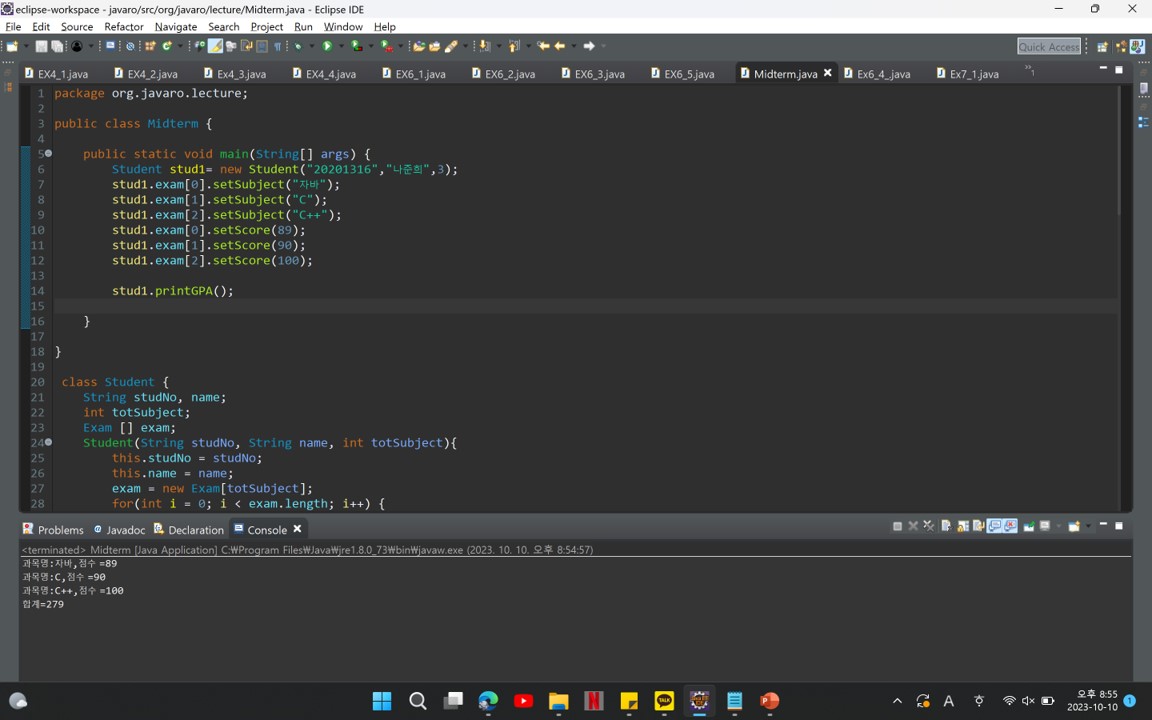 eclipse-workspace - javaro/src/org/javaro/lecture/Midterm.java - Eclipse IDE
File Edit Source Refactor Navigate Search Project Run Window Help
Quick Access
EX4_1.java EX4_2.java Ex4_3.java EX4_4.java EX6_1.java EX6_2.java EX6_3.java EX6_5.java Midterm.java Ex6_4_.java Ex7_1.java »1
1 package org.javaro.lecture;
2
3 public class Midterm {
4
5 public static void main(String[] args) {
6 Student stud1= new Student("20201316","나준희",3);
7 stud1.exam[0].setSubject("자바");
8 stud1.exam[1].setSubject("C");
9 stud1.exam[2].setSubject("C++");
10 stud1.exam[0].setScore(89);
11 stud1.exam[1].setScore(90);
12 stud1.exam[2].setScore(100);
13
14 stud1.printGPA();
15
16 }
17
18 }
19
20 class Student {
21 String studNo, name;
22 int totSubject;
23 Exam [] exam;
24 Student(String studNo, String name, int totSubject){
25 this.studNo = studNo;
26 this.name = name;
27 exam = new Exam[totSubject];
28 for(int i = 0; i < exam.length; i++) {
Problems Javadoc Declaration Console
<terminated> Midterm [Java Application] C:₩Program Files₩Java₩jre1.8.0_73₩bin₩javaw.exe (2023. 10. 10. 오후 8:54:57)
과목명:자바,점수 =89
과목명:C,점수 =90
과목명:C++,점수 =100
합계=279
TALK
A
오후 8:55
2023-10-10
1